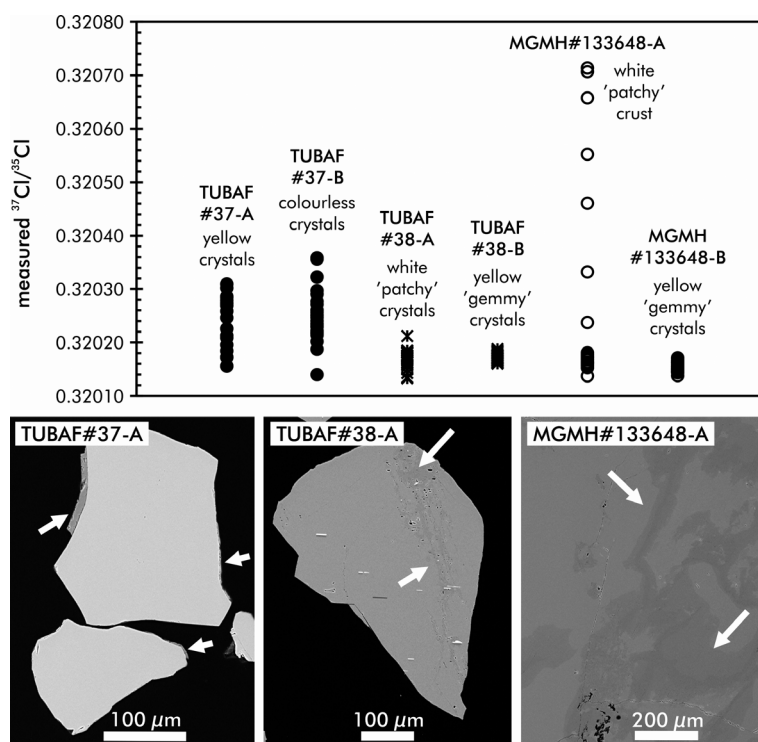 0.32080
0.32070
0.32060
0.32050
0.32040
0.32030
0.32020
0.32010
measured ³⁷Cl/³⁵Cl
TUBAF
#37-A
yellow
crystals
TUBAF
#37-B
colourless
crystals
TUBAF
#38-A
white
'patchy'
crystals
TUBAF
#38-B
yellow
'gemmy'
crystals
MGMH#133648-A
white
'patchy'
crust
MGMH
#133648-B
yellow
'gemmy'
crystals
TUBAF#37-A
100 µm
TUBAF#38-A
100 µm
MGMH#133648-A
200 µm